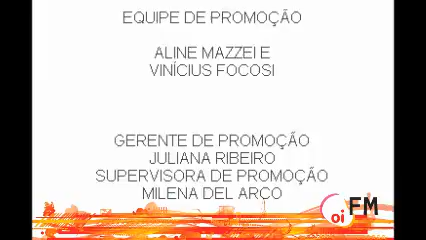 EQUIPE DE PROMOÇÃO
ALINE MAZZEI E
VINÍCIUS FOCOSI
GERENTE DE PROMOÇÃO
JULIANA RIBEIRO
SUPERVISORA DE PROMOÇÃO
MILENA DEL ARCO
oi FM